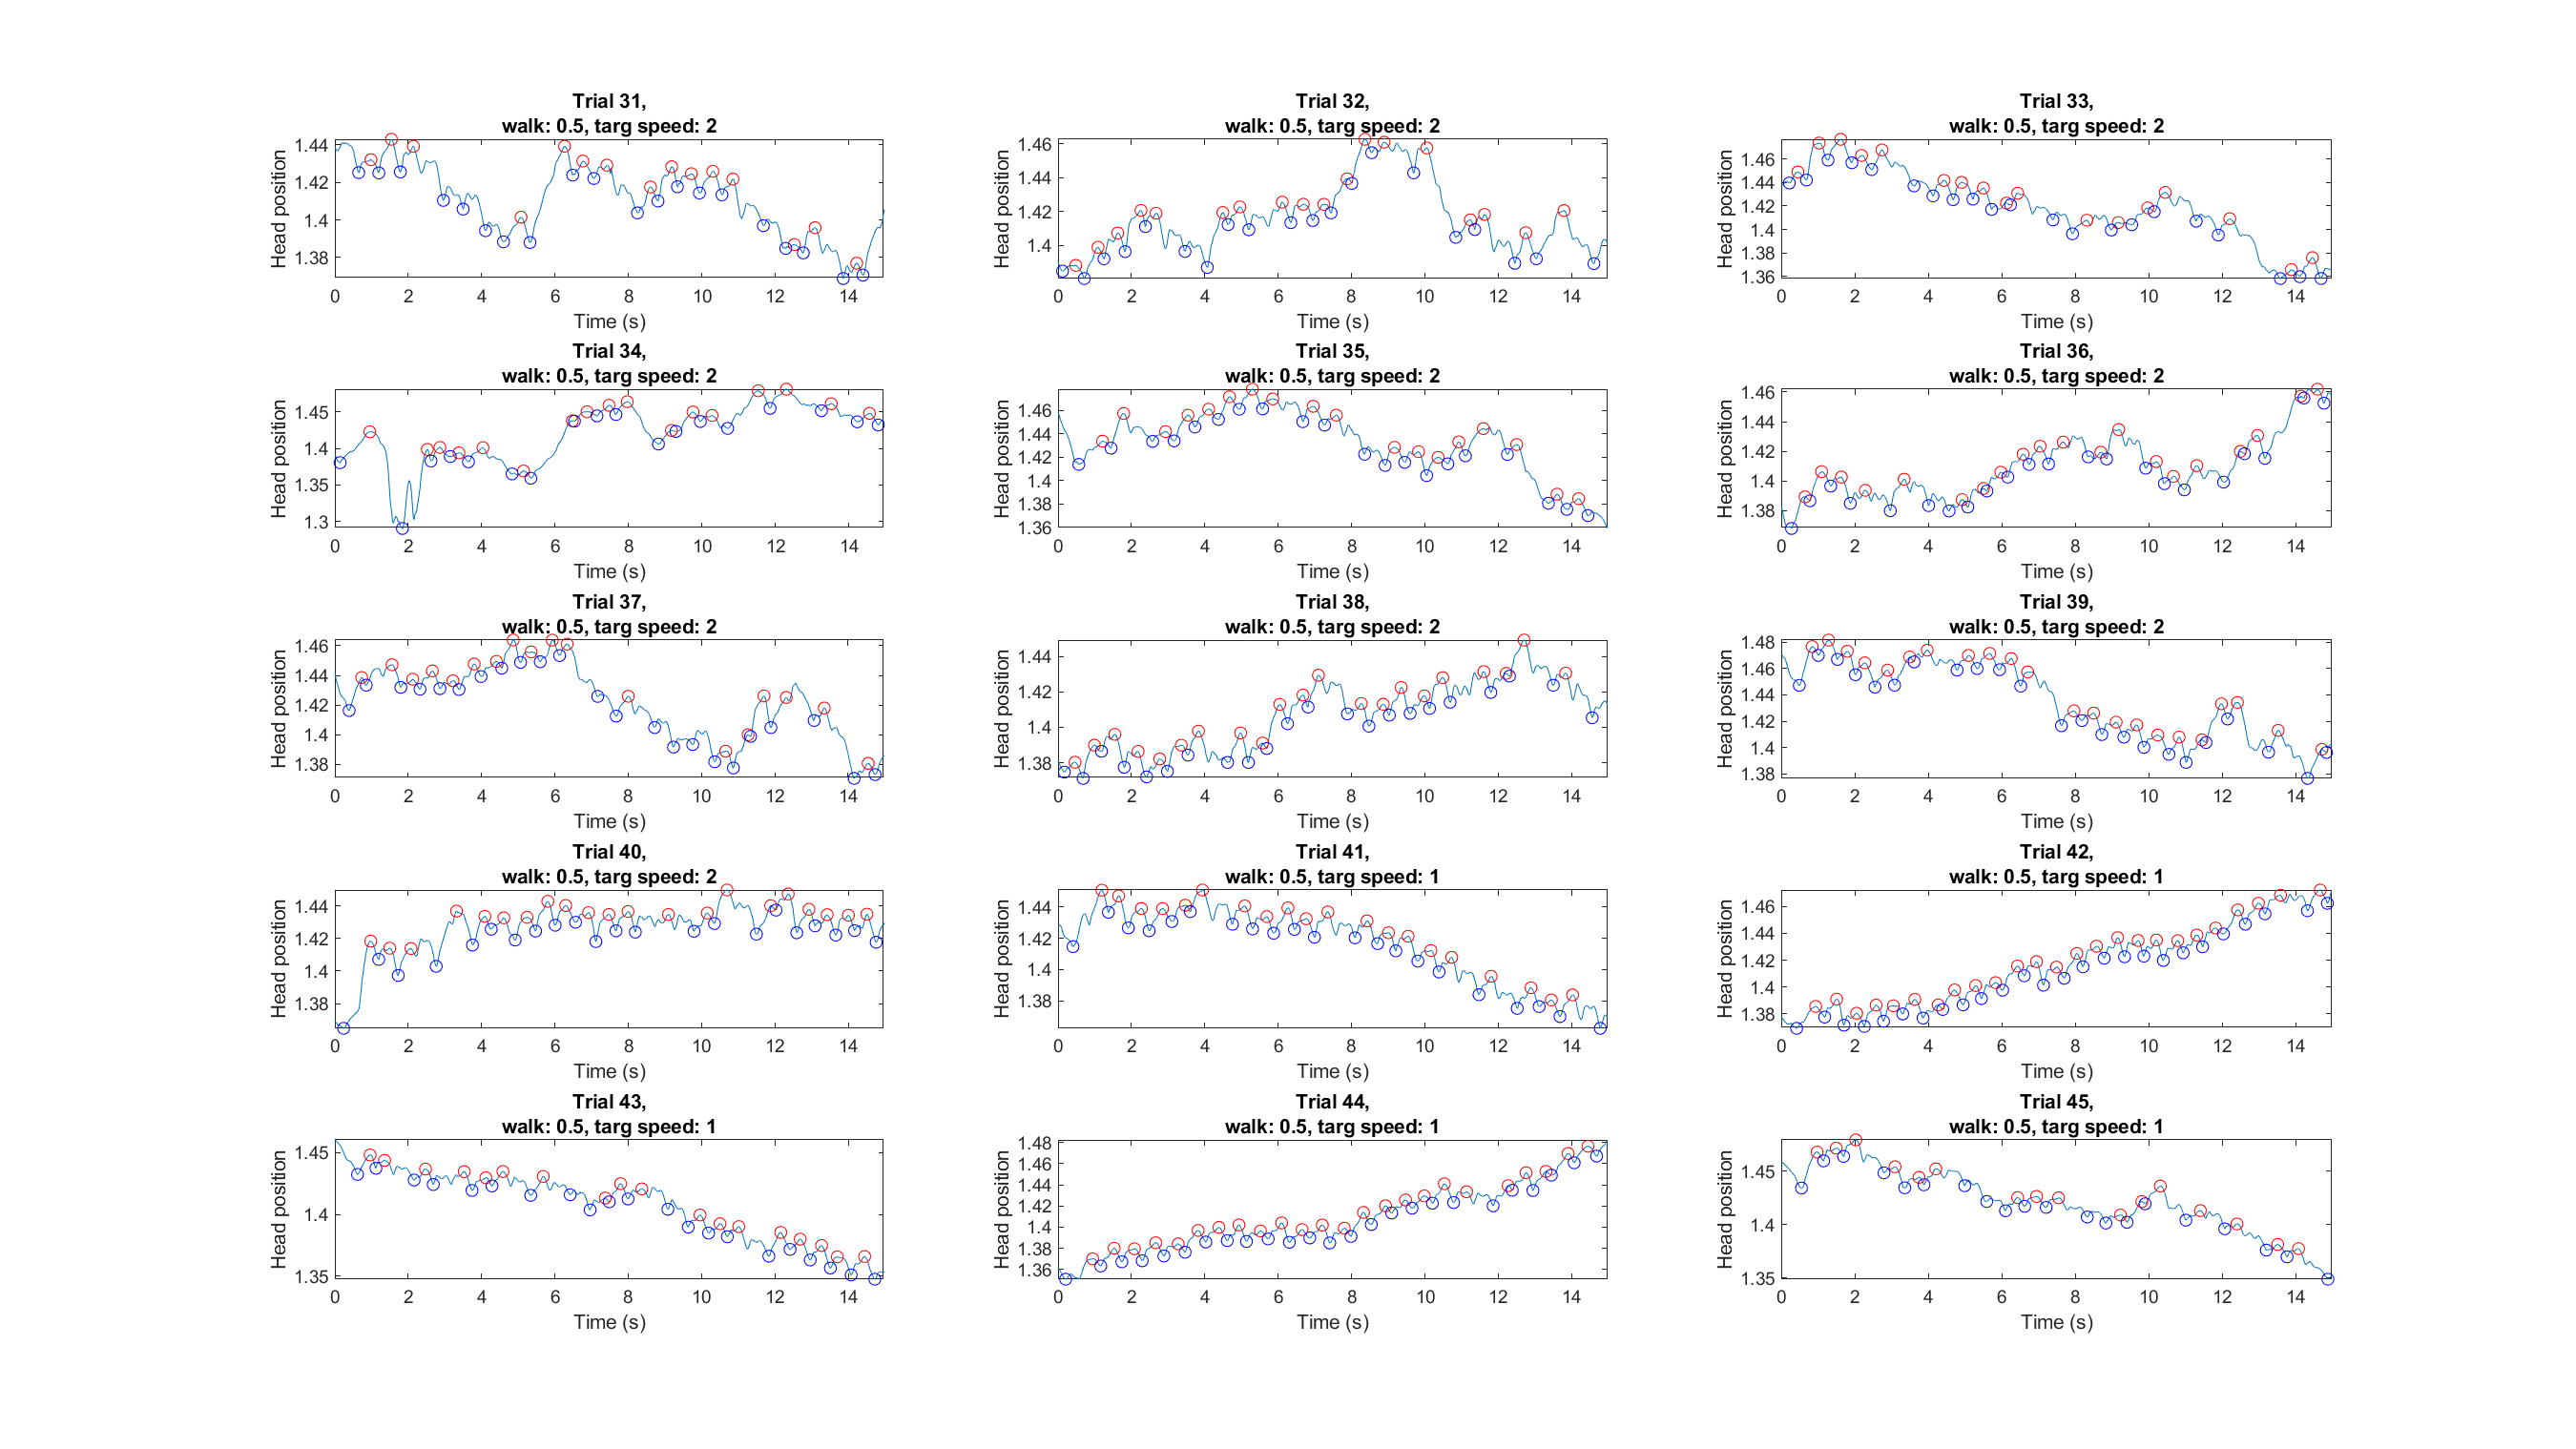 Trial 31,
walk: 0.5, targ speed: 2
Head position
1.44
1.42
1.4
1.38
0 2 4 6 8 10 12 14
Time (s)
Trial 32,
walk: 0.5, targ speed: 2
Head position
1.46
1.44
1.42
1.4
0 2 4 6 8 10 12 14
Time (s)
Trial 33,
walk: 0.5, targ speed: 2
Head position
1.46
1.44
1.42
1.4
1.38
1.36
0 2 4 6 8 10 12 14
Time (s)
Trial 34,
walk: 0.5, targ speed: 2
Head position
1.45
1.4
1.35
1.3
0 2 4 6 8 10 12 14
Time (s)
Trial 35,
walk: 0.5, targ speed: 2
Head position
1.46
1.44
1.42
1.4
1.38
1.36
0 2 4 6 8 10 12 14
Time (s)
Trial 36,
walk: 0.5, targ speed: 2
Head position
1.46
1.44
1.42
1.4
1.38
0 2 4 6 8 10 12 14
Time (s)
Trial 37,
walk: 0.5, targ speed: 2
Head position
1.46
1.44
1.42
1.4
1.38
0 2 4 6 8 10 12 14
Time (s)
Trial 38,
walk: 0.5, targ speed: 2
Head position
1.44
1.42
1.4
1.38
0 2 4 6 8 10 12 14
Time (s)
Trial 39,
walk: 0.5, targ speed: 2
Head position
1.48
1.46
1.44
1.42
1.4
1.38
0 2 4 6 8 10 12 14
Time (s)
Trial 40,
walk: 0.5, targ speed: 2
Head position
1.44
1.42
1.4
1.38
0 2 4 6 8 10 12 14
Time (s)
Trial 41,
walk: 0.5, targ speed: 1
Head position
1.44
1.42
1.4
1.38
0 2 4 6 8 10 12 14
Time (s)
Trial 42,
walk: 0.5, targ speed: 1
Head position
1.46
1.44
1.42
1.4
1.38
0 2 4 6 8 10 12 14
Time (s)
Trial 43,
walk: 0.5, targ speed: 1
Head position
1.45
1.4
1.35
0 2 4 6 8 10 12 14
Time (s)
Trial 44,
walk: 0.5, targ speed: 1
Head position
1.48
1.46
1.44
1.42
1.4
1.38
1.36
0 2 4 6 8 10 12 14
Time (s)
Trial 45,
walk: 0.5, targ speed: 1
Head position
1.45
1.4
1.35
0 2 4 6 8 10 12 14
Time (s)